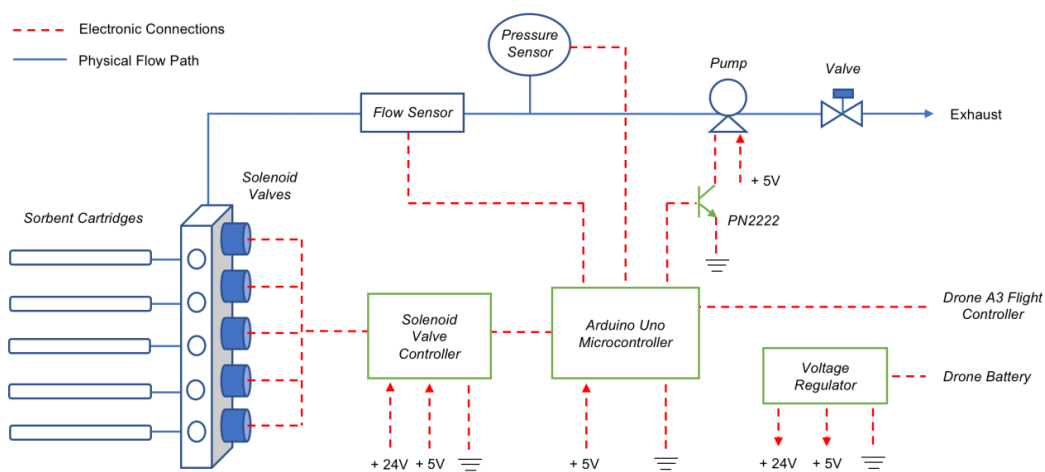 Electronic Connections
Physical Flow Path
Pressure
Sensor
Pump
Valve
Flow Sensor
Exhaust
Solenoid
Valves
+ 5V
Sorbent Cartridges
PN2222
Solenoid
Valve
Controller
Arduino Uno
Microcontroller
Drone A3 Flight
Controller
Voltage
Regulator
Drone Battery
+ 24V
+ 5V
+ 5V
+ 24V
+ 5V